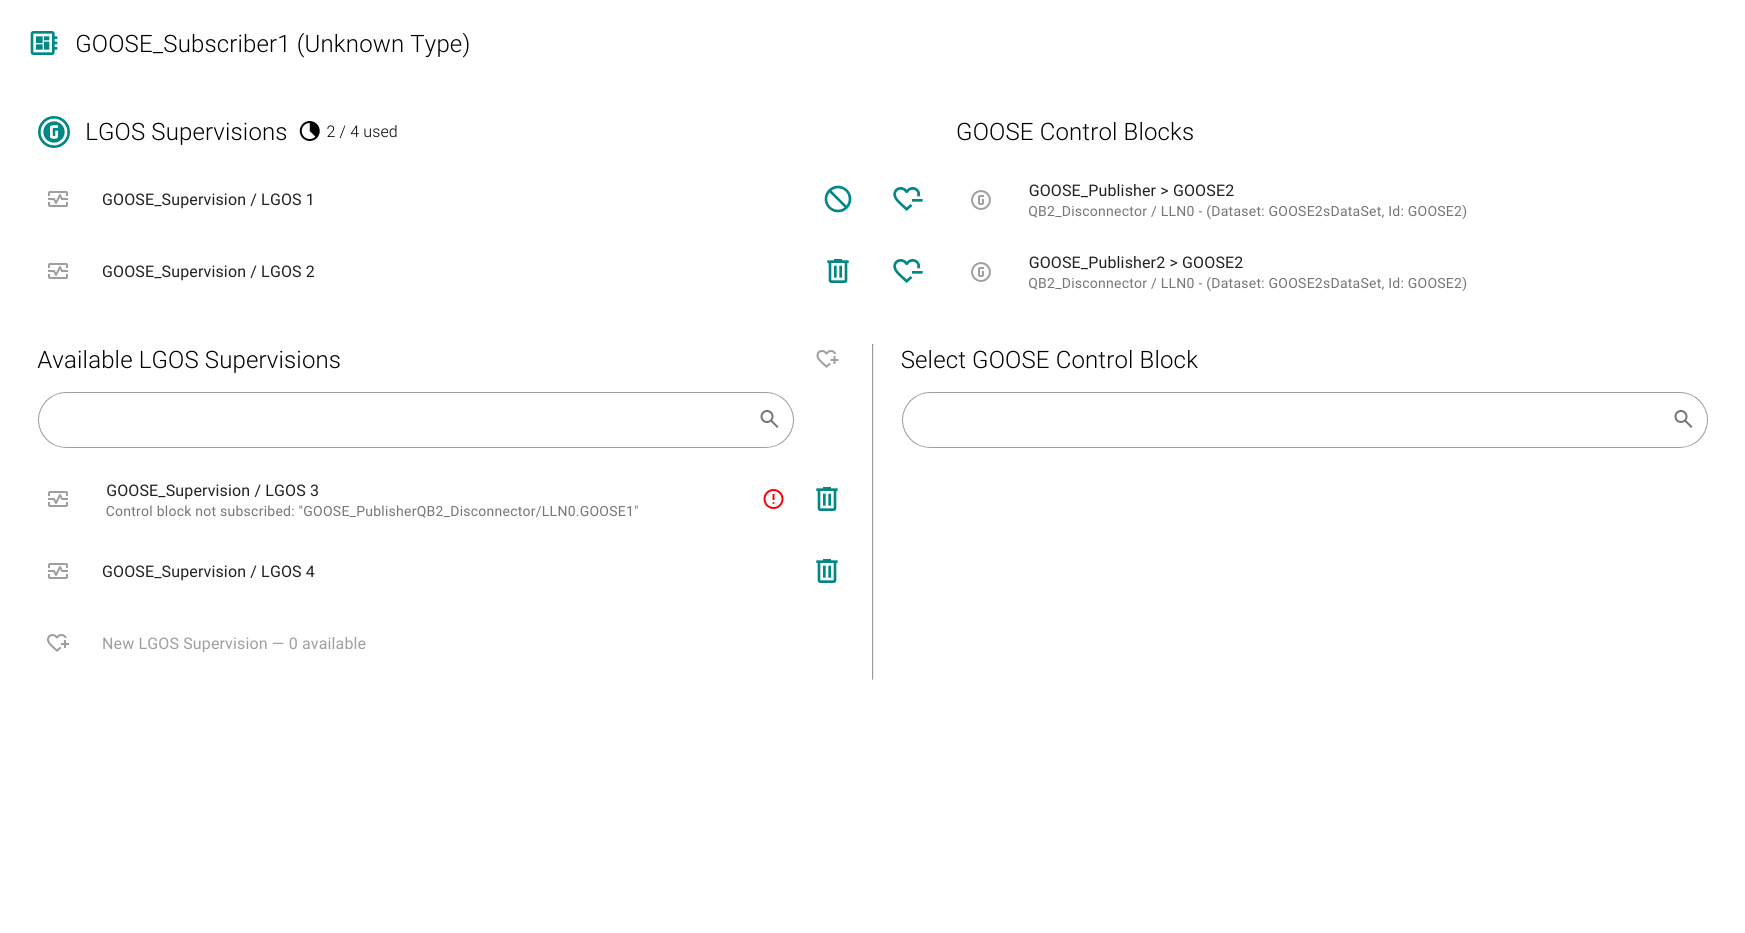 GOOSE_Subscriber1 (Unknown Type)
LGOS Supervisions 2 / 4 used
GOOSE Control Blocks
GOOSE_Supervision / LGOS 1
GOOSE_Publisher > GOOSE2
QB2_Disconnector / LLN0 - (Dataset: GOOSE2sDataSet, Id: GOOSE2)
GOOSE_Supervision / LGOS 2
GOOSE_Publisher2 > GOOSE2
QB2_Disconnector / LLN0 - (Dataset: GOOSE2sDataSet, Id: GOOSE2)
Available LGOS Supervisions
Select GOOSE Control Block
GOOSE_Supervision / LGOS 3
Control block not subscribed: "GOOSE_PublisherQB2_Disconnector/LLN0.GOOSE1"
GOOSE_Supervision / LGOS 4
New LGOS Supervision — 0 available